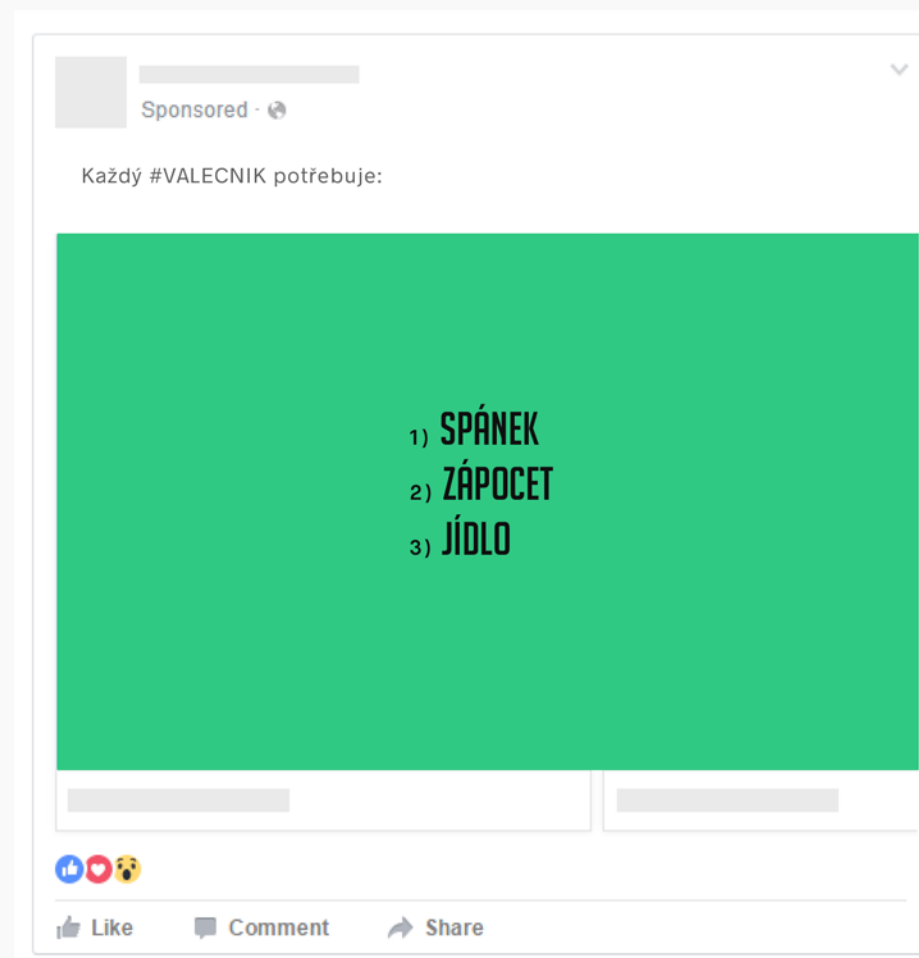 Sponsored ·
Každý #VALECNIK potřebuje:
1) SPÁNEK
2) ZÁPOCET
3) JÍDLO
Like Comment Share